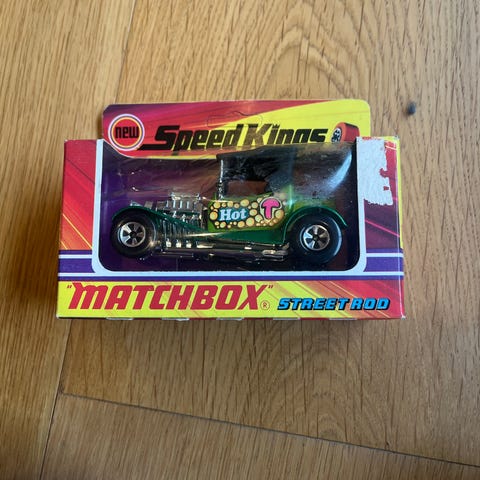 new Speed Kings
Hot T
"MATCHBOX"® STREET ROD